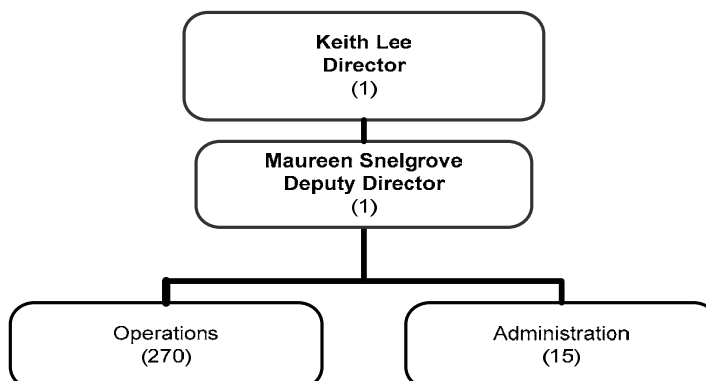 Keith Lee
Director
(1)
Maureen Snelgrove
Deputy Director
(1)
Operations
(270)
Administration
(15)